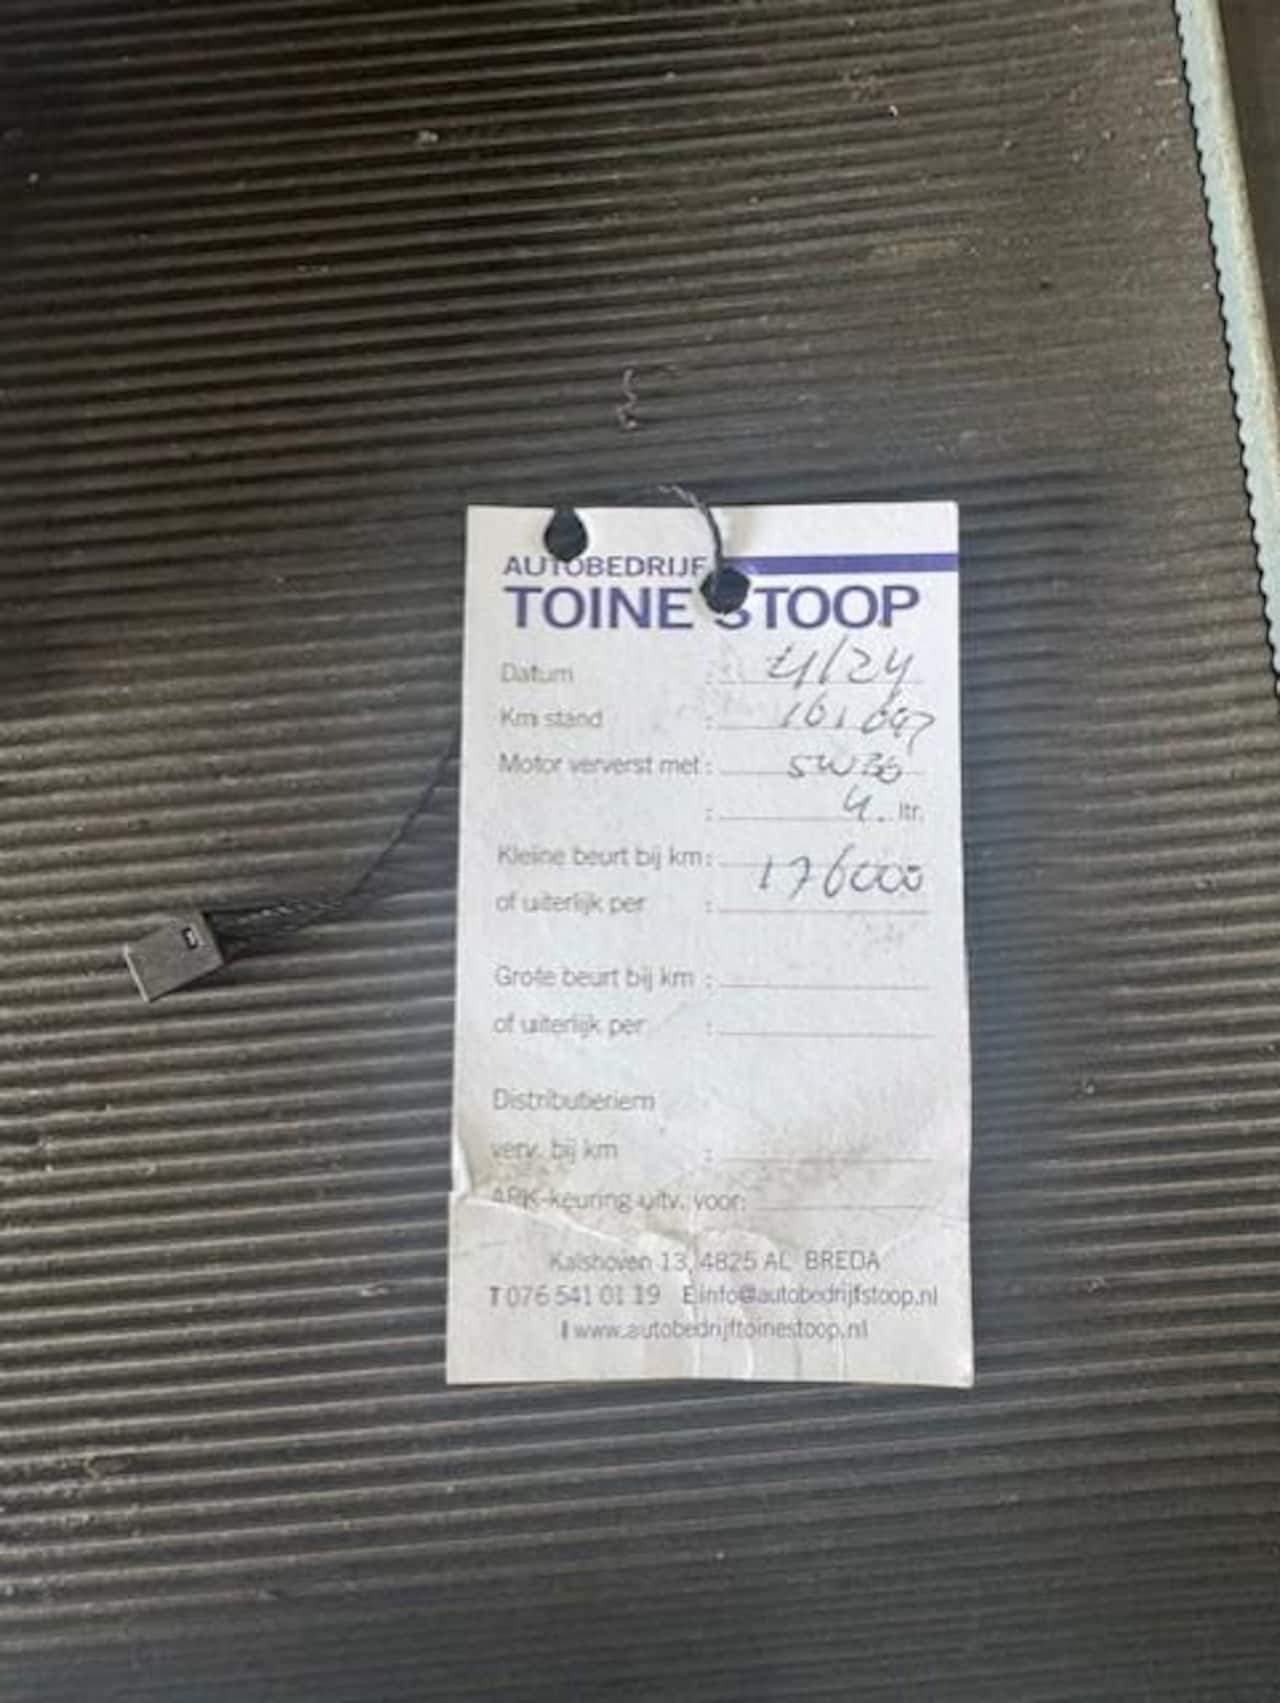 AUTOBEDRIJF
TOINE STOOP
Datum : 4/24
Km stand : 161 097
Motor ververst met : 5W30
: 4. ltr.
Kleine beurt bij km : 176000
of uiterlijk per :
Grote beurt bij km :
of uiterlijk per :
Distributieriem
verv. bij km :
APK-keuring uitv. voor:
Kalshoven 13, 4825 AL BREDA
T 076 541 01 19 E info@autobedrijfstoop.nl
I www.autobedrijftoinestoop.nl